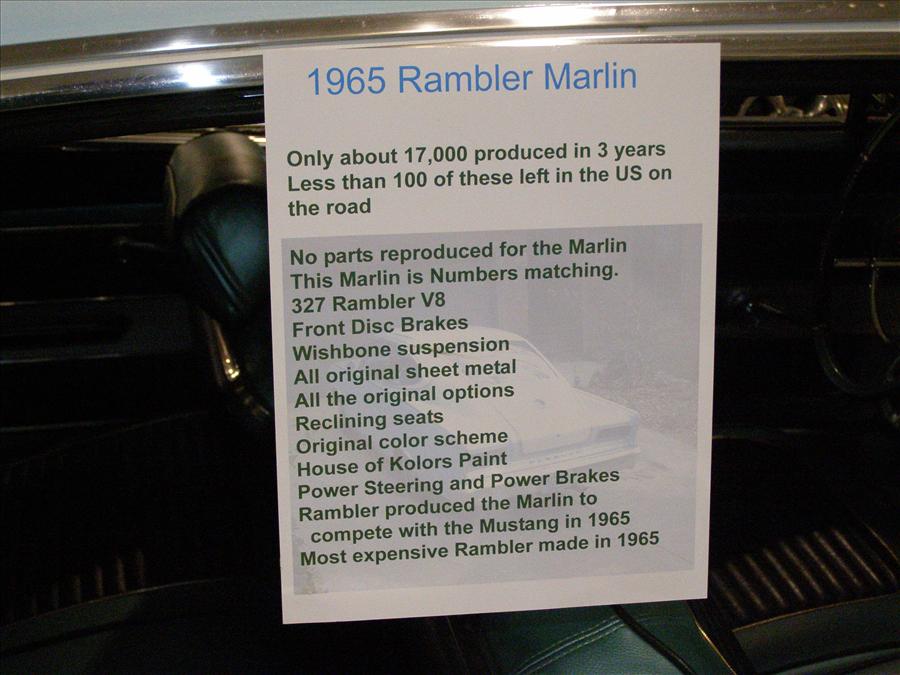 1965 Rambler Marlin
Only about 17,000 produced in 3 years
Less than 100 of these left in the US on
the road
No parts reproduced for the Marlin
This Marlin is Numbers matching.
327 Rambler V8
Front Disc Brakes
Wishbone suspension
All original sheet metal
All the original options
Reclining seats
Original color scheme
House of Kolors Paint
Power Steering and Power Brakes
Rambler produced the Marlin to
compete with the Mustang in 1965
Most expensive Rambler made in 1965